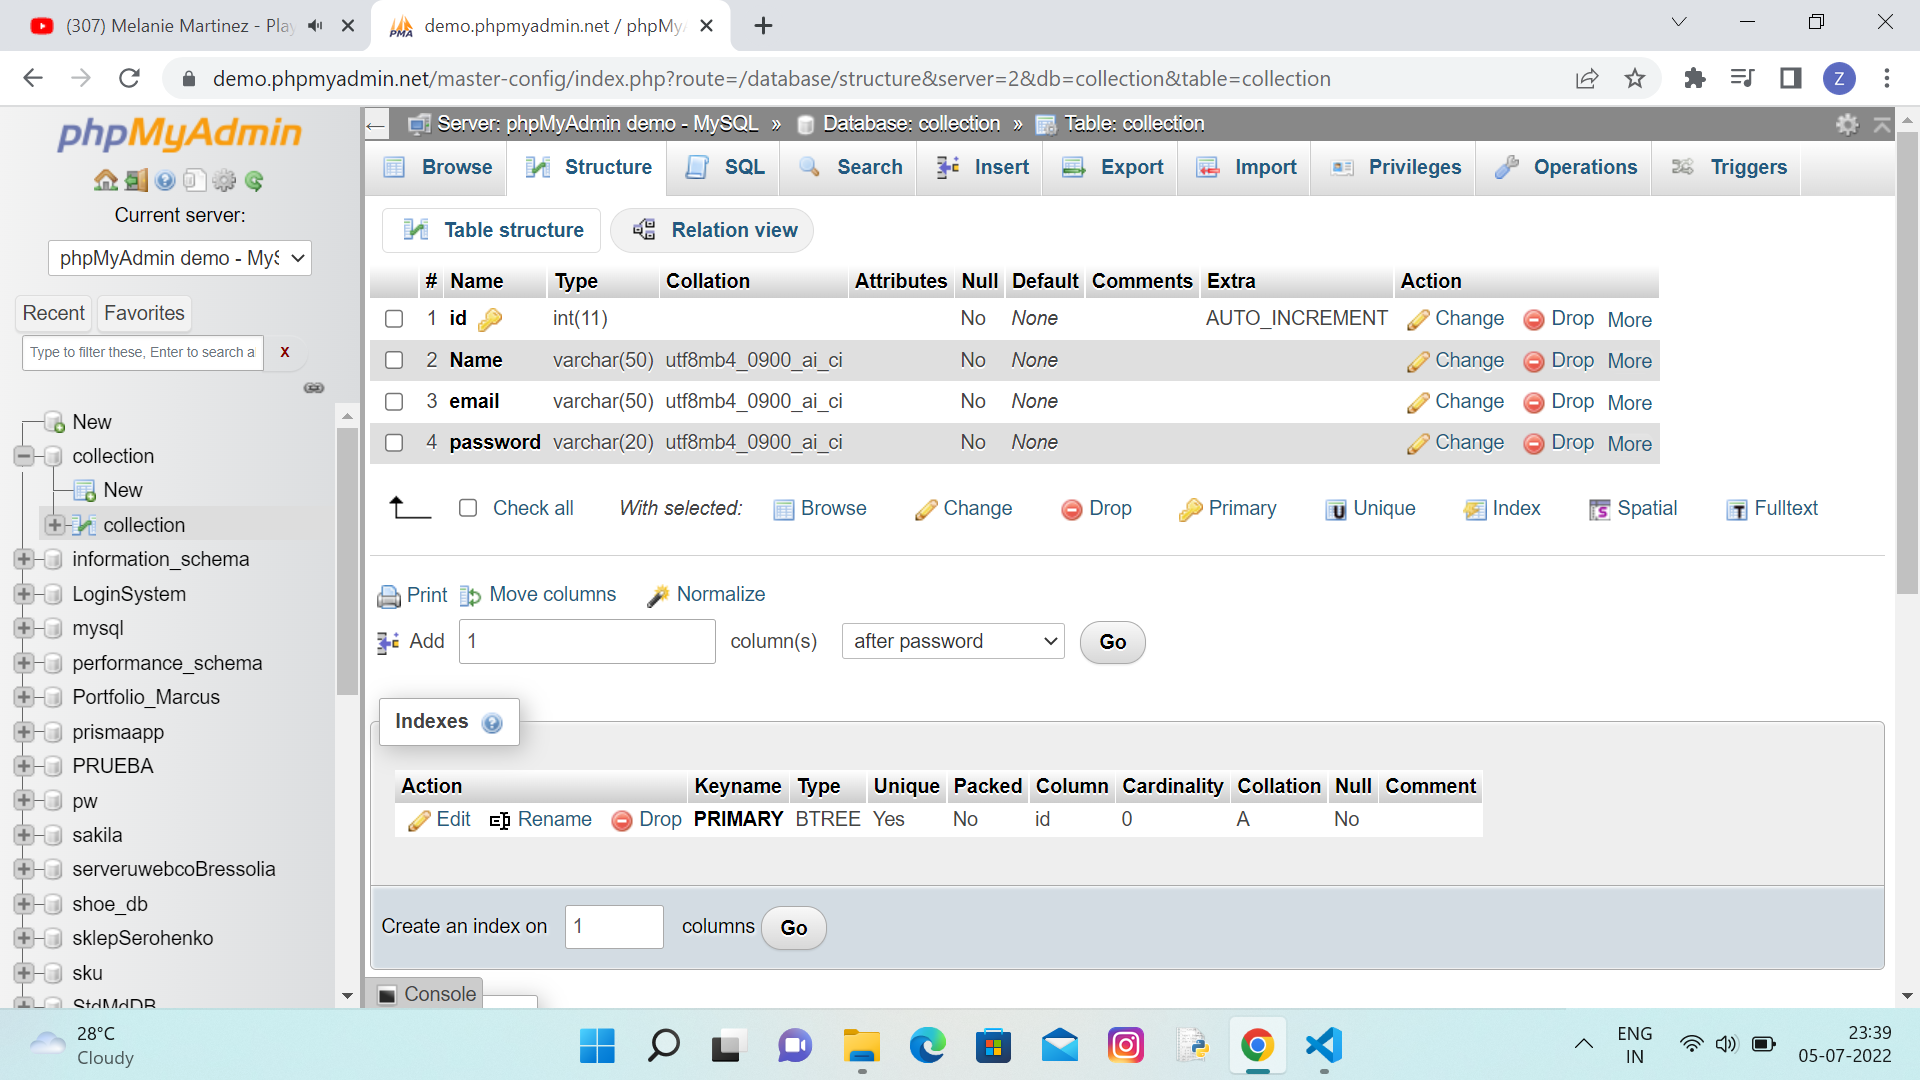 (307) Melanie Martinez - Play
demo.phpmyadmin.net / phpMy
demo.phpmyadmin.net/master-config/index.php?route=/database/structure&server=2&db=collection&table=collection
Z
phpMyAdmin
Current server:
phpMyAdmin demo - MyS
Recent Favorites
Type to filter these, Enter to search a X
New
collection
New
collection
information_schema
LoginSystem
mysql
performance_schema
Portfolio_Marcus
prismaapp
PRUEBA
pw
sakila
serveruwebcoBressolia
shoe_db
sklepSerohenko
sku
StdMdDB
Server: phpMyAdmin demo - MySQL » Database: collection » Table: collection
Browse Structure SQL Search Insert Export Import Privileges Operations Triggers
Table structure Relation view
# Name Type Collation Attributes Null Default Comments Extra Action
1 id int(11) No None AUTO_INCREMENT Change Drop More
2 Name varchar(50) utf8mb4_0900_ai_ci No None Change Drop More
3 email varchar(50) utf8mb4_0900_ai_ci No None Change Drop More
4 password varchar(20) utf8mb4_0900_ai_ci No None Change Drop More
Check all With selected: Browse Change Drop Primary Unique Index Spatial Fulltext
Print Move columns Normalize
Add 1 column(s) after password Go
Indexes
Action Keyname Type Unique Packed Column Cardinality Collation Null Comment
Edit Rename Drop PRIMARY BTREE Yes No id 0 A No
Create an index on 1 columns Go
Console
28°C
Cloudy
ENG
IN
23:39
05-07-2022